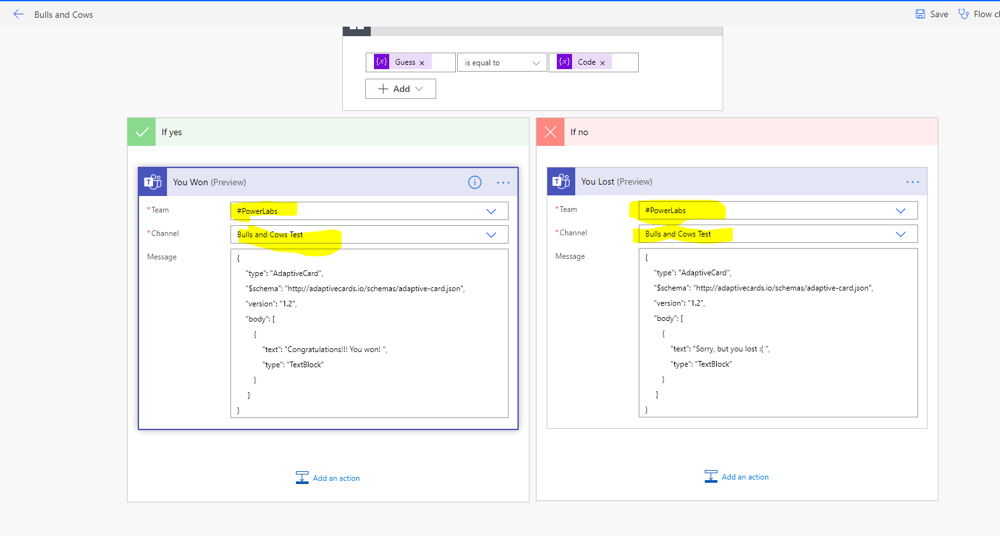 Bulls and Cows
Save
Flow c
{x} Guess ×
is equal to
{x} Code ×
Add
If yes
If no
You Won (Preview)
You Lost (Preview)
*Team
#PowerLabs
*Channel
Bulls and Cows Test
Message
{
"type": "AdaptiveCard",
"$schema": "http://adaptivecards.io/schemas/adaptive-card.json",
"version": "1.2",
"body": [
{
"text": "Congratulations!!! You won! ",
"type": "TextBlock"
}
]
}
Add an action
*Team
#PowerLabs
*Channel
Bulls and Cows Test
Message
{
"type": "AdaptiveCard",
"$schema": "http://adaptivecards.io/schemas/adaptive-card.json",
"version": "1.2",
"body": [
{
"text": "Sorry, but you lost :( ",
"type": "TextBlock"
}
]
}
Add an action